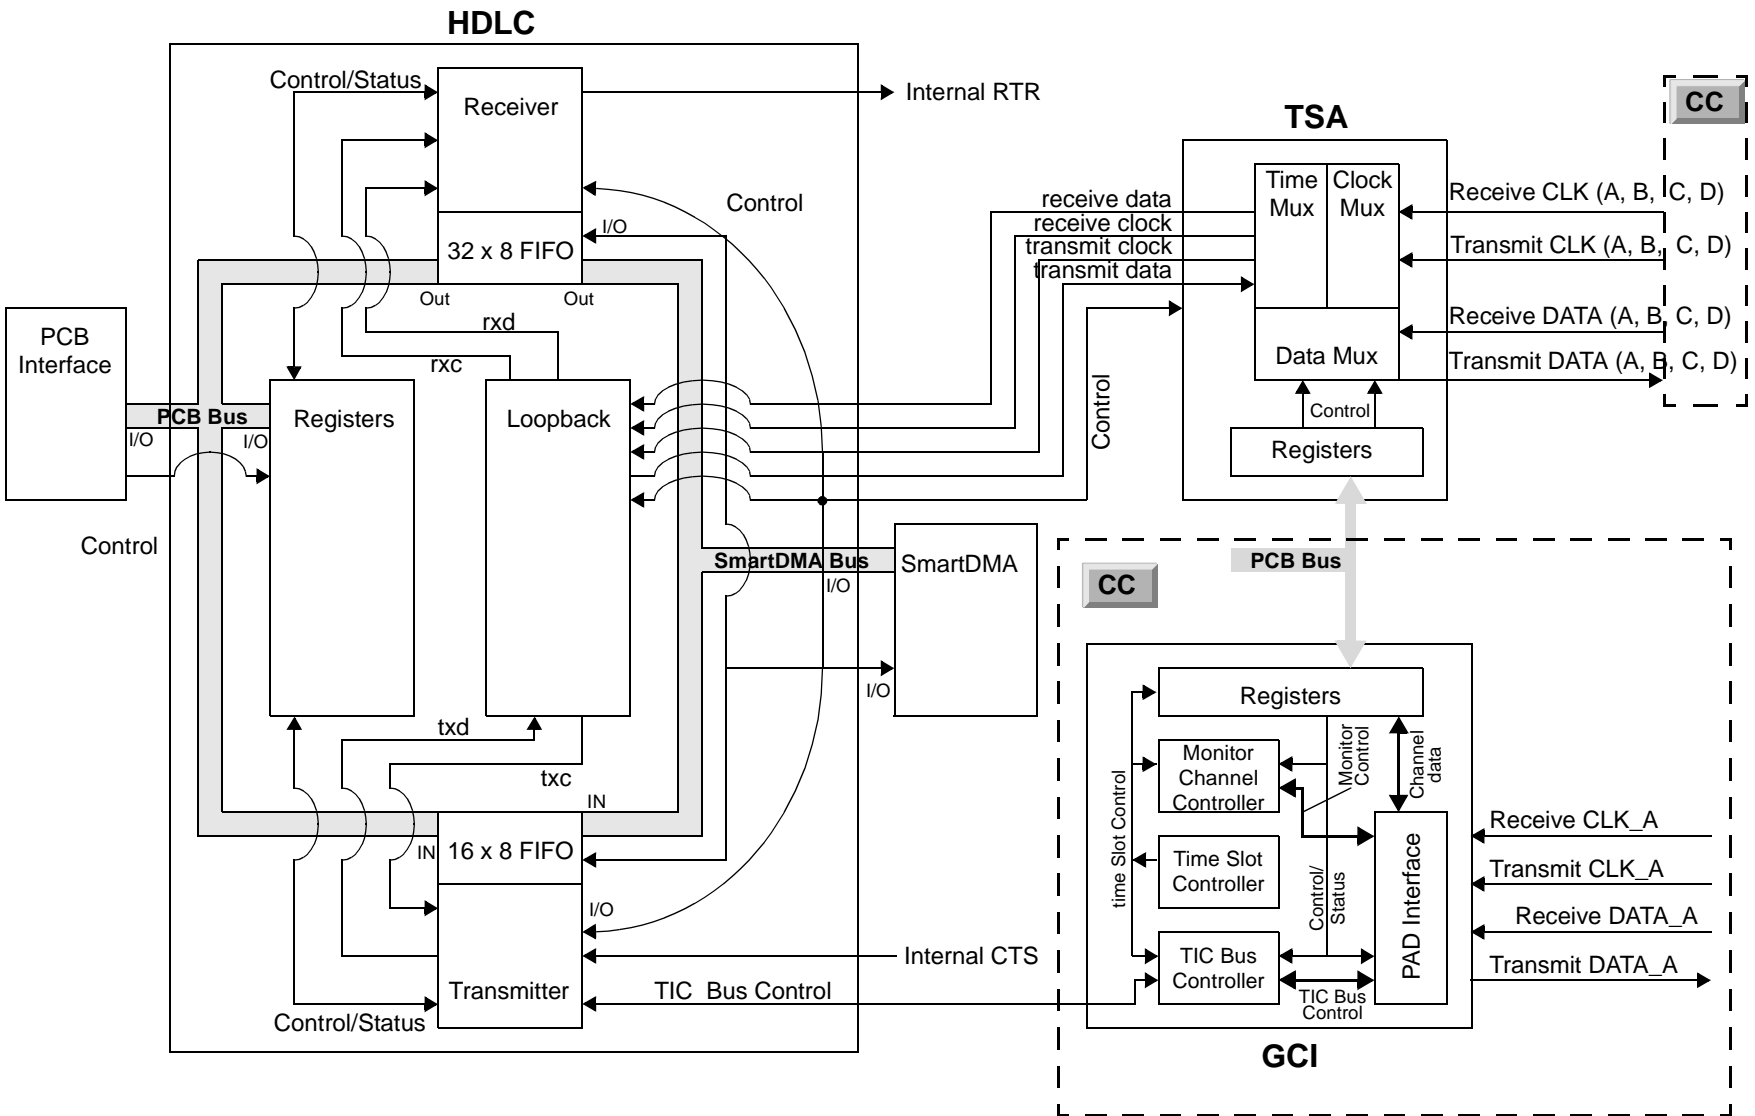 HDLC
Control/Status
Receiver
Internal RTR
CC
TSA
Time
Mux
Clock
Mux
Receive CLK (A, B, C, D)
Control
receive data
receive clock
transmit clock
transmit data
I/O
32 x 8 FIFO
Transmit CLK (A, B, C, D)
Out
Out
rxd
rxc
PCB
Interface
Receive DATA (A, B, C, D)
Data Mux
Transmit DATA (A, B, C, D)
PCB Bus
I/O
I/O
Registers
Loopback
Control
Control
Registers
Control
SmartDMA Bus
I/O
SmartDMA
I/O
PCB Bus
CC
Registers
txd
txc
Monitor
Channel
Controller
Monitor
Control
Channel
data
time Slot Control
IN
IN
16 x 8 FIFO
I/O
Time Slot
Controller
Control/
Status
PAD Interface
Receive CLK_A
Transmit CLK_A
Receive DATA_A
Transmit DATA_A
Internal CTS
TIC Bus
Controller
Transmitter
TIC Bus Control
TIC Bus
Control
Control/Status
GCI